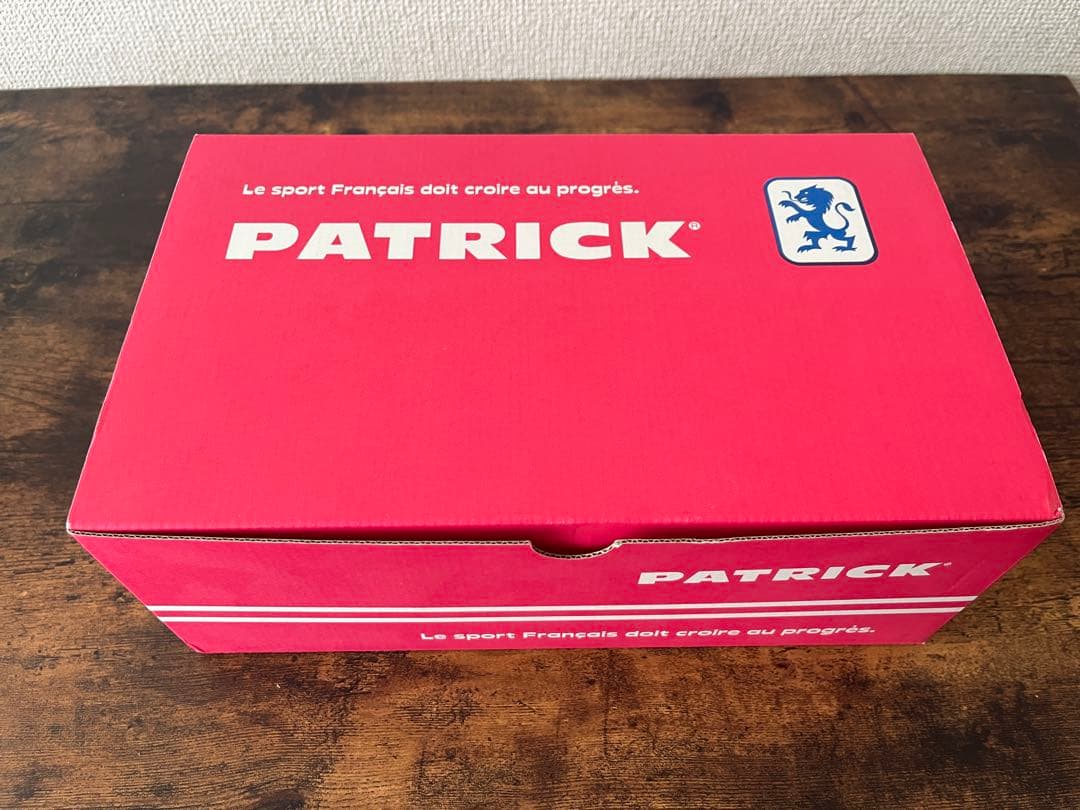 Le sport Français doit croire au progrès.
PATRICK®
PATRICK
Le sport Français doit croire au progrès.